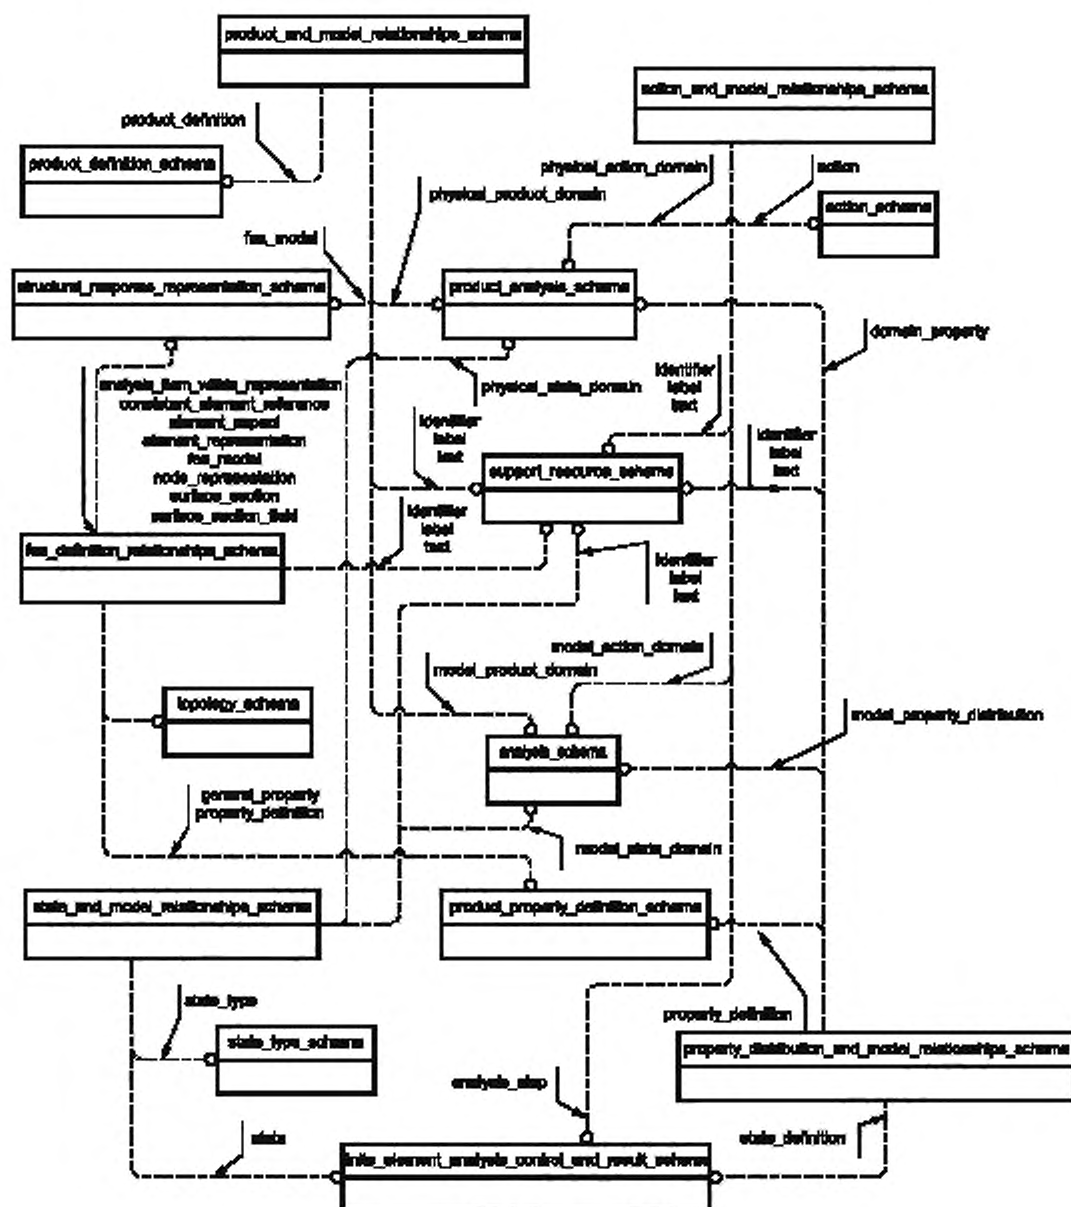 product_and_model_relationships_schema
action_and_model_relationships_schema
product_definition
product_definition_schema
physical_action_domain
action
physical_product_domain
action_schema
fea_model
structural_response_representation_schema
product_analysis_schema
domain_property
physical_state_domain
identifier
label
text
analysis_item_within_representation
consistent_element_reference
element_aspect
element_representation
fea_model
node_representation
surface_section
surface_section_field
identifier
label
text
identifier
label
text
support_resource_schema
identifier
label
text
fea_definition_relationships_schema
identifier
label
text
model_action_domain
model_product_domain
topology_schema
model_property_distribution
analysis_schema
general_property
property_definition
model_state_domain
state_and_model_relationships_schema
product_property_definition_schema
state_type
property_definition
state_type_schema
property_distribution_and_model_relationships_schema
analysis_step
state
state_definition
finite_element_analysis_control_and_result_schema